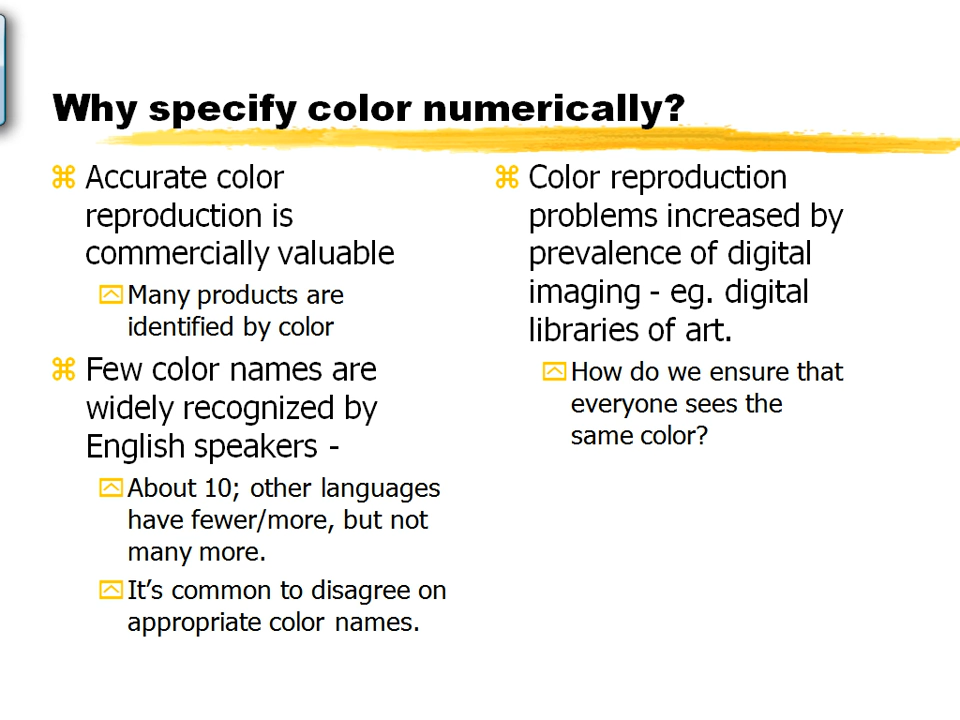 Why specify color numerically?
Accurate color
reproduction is
commercially valuable
Many products are
identified by color
Few color names are
widely recognized by
English speakers -
About 10; other languages
have fewer/more, but not
many more.
It's common to disagree on
appropriate color names.
Color reproduction
problems increased by
prevalence of digital
imaging - eg. digital
libraries of art.
How do we ensure that
everyone sees the
same color?